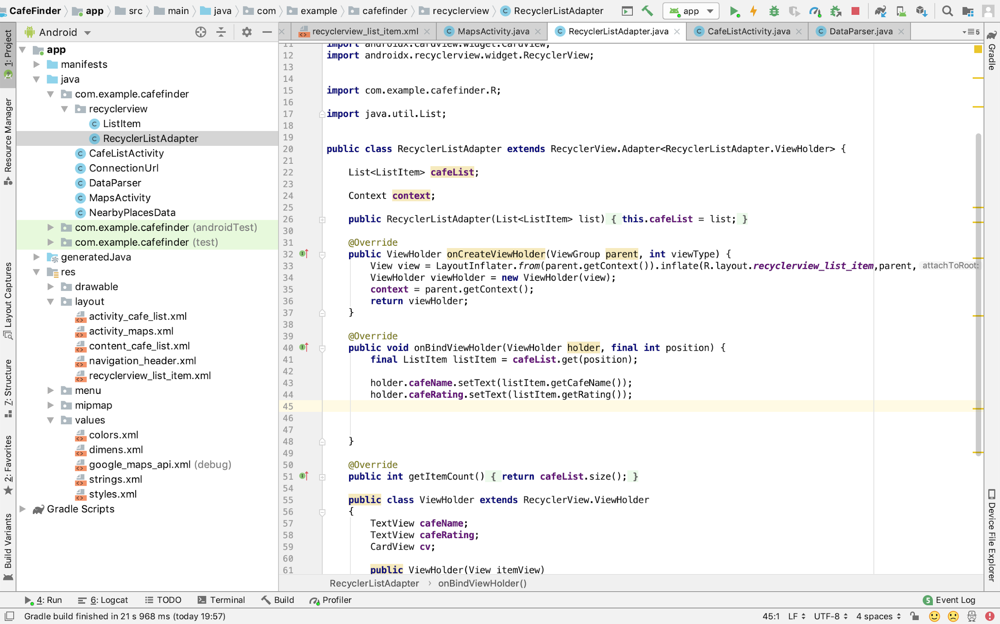 CafeFinder app src main java com example cafefinder recyclerview RecyclerListAdapter app
Android
recyclerview_list_item.xml MapsActivity.java RecyclerListAdapter.java CafeListActivity.java DataParser.java 5
1: Project
Resource Manager
Layout Captures
7: Structure
2: Favorites
Build Variants
app
manifests
java
com.example.cafefinder
recyclerview
ListItem
RecyclerListAdapter
CafeListActivity
ConnectionUrl
DataParser
MapsActivity
NearbyPlacesData
com.example.cafefinder (androidTest)
com.example.cafefinder (test)
generatedJava
res
drawable
layout
activity_cafe_list.xml
activity_maps.xml
content_cafe_list.xml
navigation_header.xml
recyclerview_list_item.xml
menu
mipmap
values
colors.xml
dimens.xml
google_maps_api.xml (debug)
strings.xml
styles.xml
Gradle Scripts
11 import androidx.cardview.widget.CardView;
12 import androidx.recyclerview.widget.RecyclerView;
13
14
15 import com.example.cafefinder.R;
16
17 import java.util.List;
18
19
20 public class RecyclerListAdapter extends RecyclerView.Adapter<RecyclerListAdapter.ViewHolder> {
21
22 List<ListItem> cafeList;
23
24 Context context;
25
26 public RecyclerListAdapter(List<ListItem> list) { this.cafeList = list; }
30
31 @Override
32 public ViewHolder onCreateViewHolder(ViewGroup parent, int viewType) {
33 View view = LayoutInflater.from(parent.getContext()).inflate(R.layout.recyclerview_list_item,parent, attachToRoot:
34 ViewHolder viewHolder = new ViewHolder(view);
35 context = parent.getContext();
36 return viewHolder;
37 }
38
39 @Override
40 public void onBindViewHolder(ViewHolder holder, final int position) {
41 final ListItem listItem = cafeList.get(position);
42
43 holder.cafeName.setText(listItem.getCafeName());
44 holder.cafeRating.setText(listItem.getRating());
45
46
47
48 }
49
50 @Override
51 public int getItemCount() { return cafeList.size(); }
54
55 public class ViewHolder extends RecyclerView.ViewHolder
56 {
57 TextView cafeName;
58 TextView cafeRating;
59 CardView cv;
60
61 public ViewHolder(View itemView)
RecyclerListAdapter › onBindViewHolder()
Gradle
Device File Explorer
4: Run 6: Logcat TODO Terminal Build Profiler 5 Event Log
Gradle build finished in 21 s 968 ms (today 19:57) 45:1 LF UTF-8 4 spaces